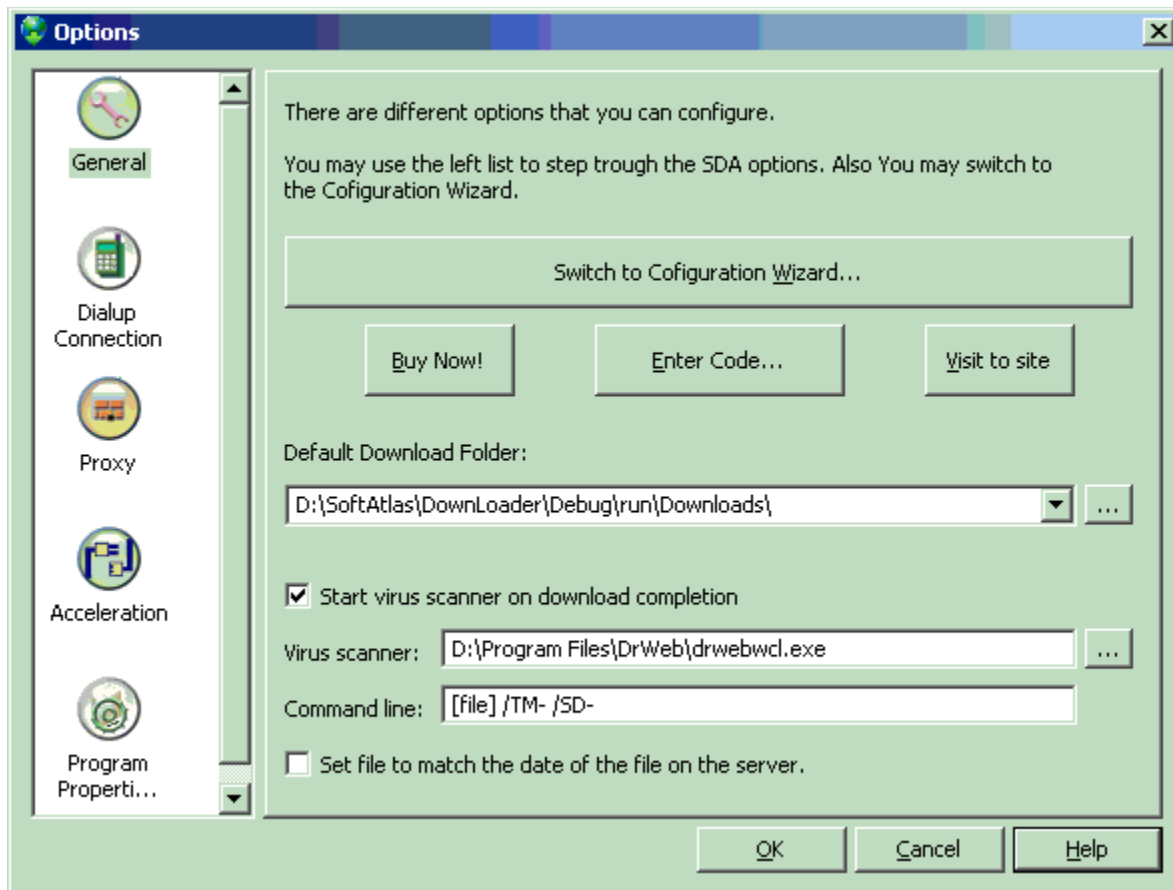 Options
General
Dialup
Connection
Proxy
Acceleration
Program
Properti...
There are different options that you can configure.
You may use the left list to step trough the SDA options. Also You may switch to
the Cofiguration Wizard.
Switch to Cofiguration Wizard...
Buy Now!
Enter Code...
Visit to site
Default Download Folder:
D:\SoftAtlas\DownLoader\Debug\run\Downloads\
...
Start virus scanner on download completion
Virus scanner:
D:\Program Files\DrWeb\drwebwcl.exe
...
Command line:
[file] /TM- /SD-
Set file to match the date of the file on the server.
OK
Cancel
Help